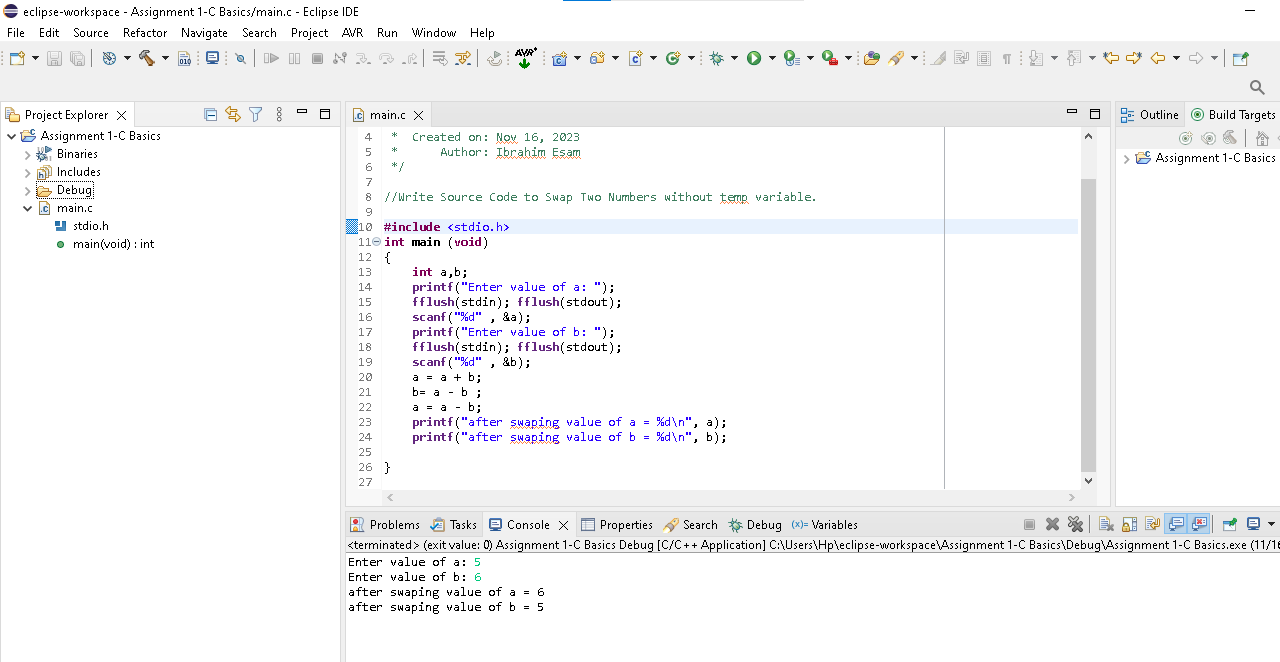 eclipse-workspace - Assignment 1-C Basics/main.c - Eclipse IDE
File Edit Source Refactor Navigate Search Project AVR Run Window Help
010 AVR
Project Explorer
Assignment 1-C Basics
Binaries
Includes
Debug
main.c
stdio.h
main(void) : int
main.c
4 * Created on: Nov 16, 2023
5 * Author: Ibrahim Esam
6 */
7
8 //Write Source Code to Swap Two Numbers without temp variable.
9
10 #include <stdio.h>
11 int main (void)
12 {
13 int a,b;
14 printf("Enter value of a: ");
15 fflush(stdin); fflush(stdout);
16 scanf("%d" , &a);
17 printf("Enter value of b: ");
18 fflush(stdin); fflush(stdout);
19 scanf("%d" , &b);
20 a = a + b;
21 b= a - b ;
22 a = a - b;
23 printf("after swaping value of a = %d\n", a);
24 printf("after swaping value of b = %d\n", b);
25
26 }
27
Outline Build Targets
Assignment 1-C Basics
Problems Tasks Console Properties Search Debug (x)= Variables
<terminated> (exit value: 0) Assignment 1-C Basics Debug [C/C++ Application] C:\Users\Hp\eclipse-workspace\Assignment 1-C Basics\Debug\Assignment 1-C Basics.exe (11/16
Enter value of a: 5
Enter value of b: 6
after swaping value of a = 6
after swaping value of b = 5